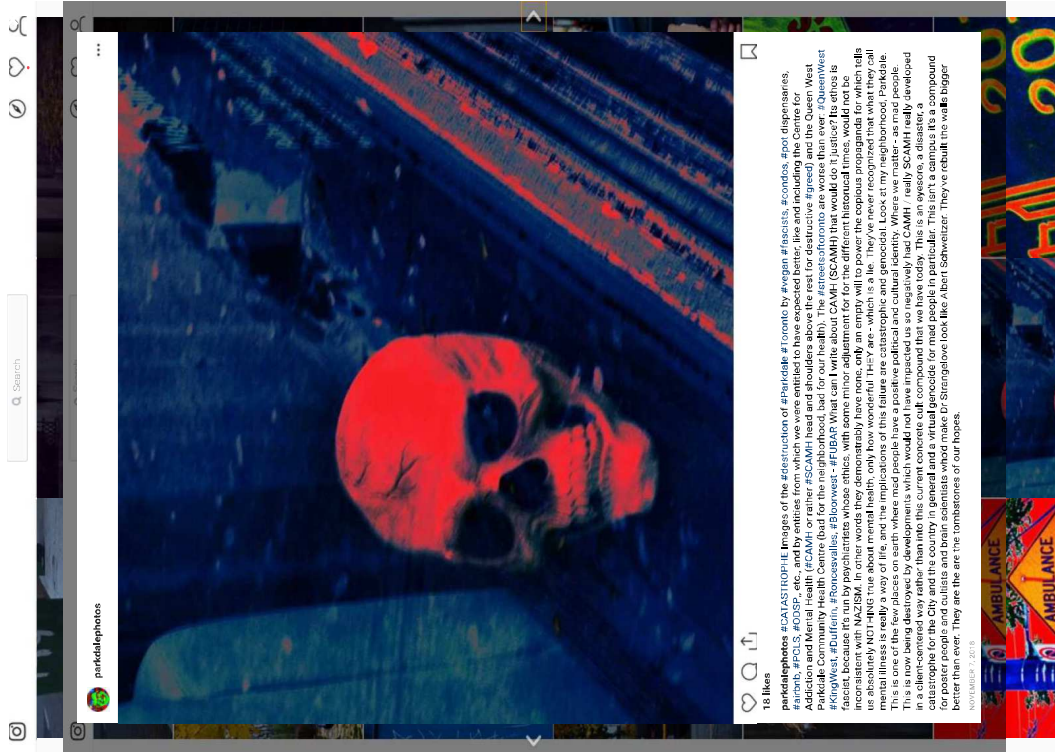 Search
parkdalephotos
18 likes
parkdalephotos #CATASTROPHE Images of the #destruction of #Parkdale #Toronto by #vegan #fascists, #condos, #pot dispensaries,
#airbnb, #PCLS, #ODSP,, etc., and by entities from which we were entitled to have expected better, like and including the Centre for
Addiction and Mental Health (#CAMH or rather #SCAMH head and shoulders above the rest for destructive #greed) and the Queen West
Parkdale Community Health Centre (bad for the neighborhood, bad for our health). The #streetsoftoronto are worse than ever: #QueenWest
#KingWest, #Dufferin, #Roncesvalles, #Bloorwest - #FUBAR What can I write about CAMH (SCAMH) that would do it justice? Its ethos is
fascist, because it's run by psychiatrists whose ethics, with some minor adjustment for for the different historucal times, would not be
inconsistent with NAZISM. In other words they demonstrably have none, only an empty will to power the copious propaganda for which tells
us absolutely NOTHING true about mental health, only how wonderful THEY are - which is a lie. They've never recognized that what they call
mental illness is really a way of life, and the implications of this failure are catastrophic and genocidal. Look at my neighborhood, Parkdale.
This is one of the few places on earth where mad people have a positive political and cultural identity. Where we matter - as mad people.
This is now being destroyed by developments which would not have impacted us so negatively had CAMH / really SCAMH really developed
in a client-centered way rather than into this current concrete cult compound that we have today. This is an eyesore, a disaster, a
catastrophe for the City and the country in general and a virtual genocide for mad people in particular. This isn't a campus it's a compound
for poster people and cultists and brain scientists who'd make Dr Strangelove look like Albert Schweitzer. They've rebuilt the walls bigger
better than ever. They are the are the tombstones of our hopes.
NOVEMBER 7, 2018
AMBULANCE
AMBULANCE